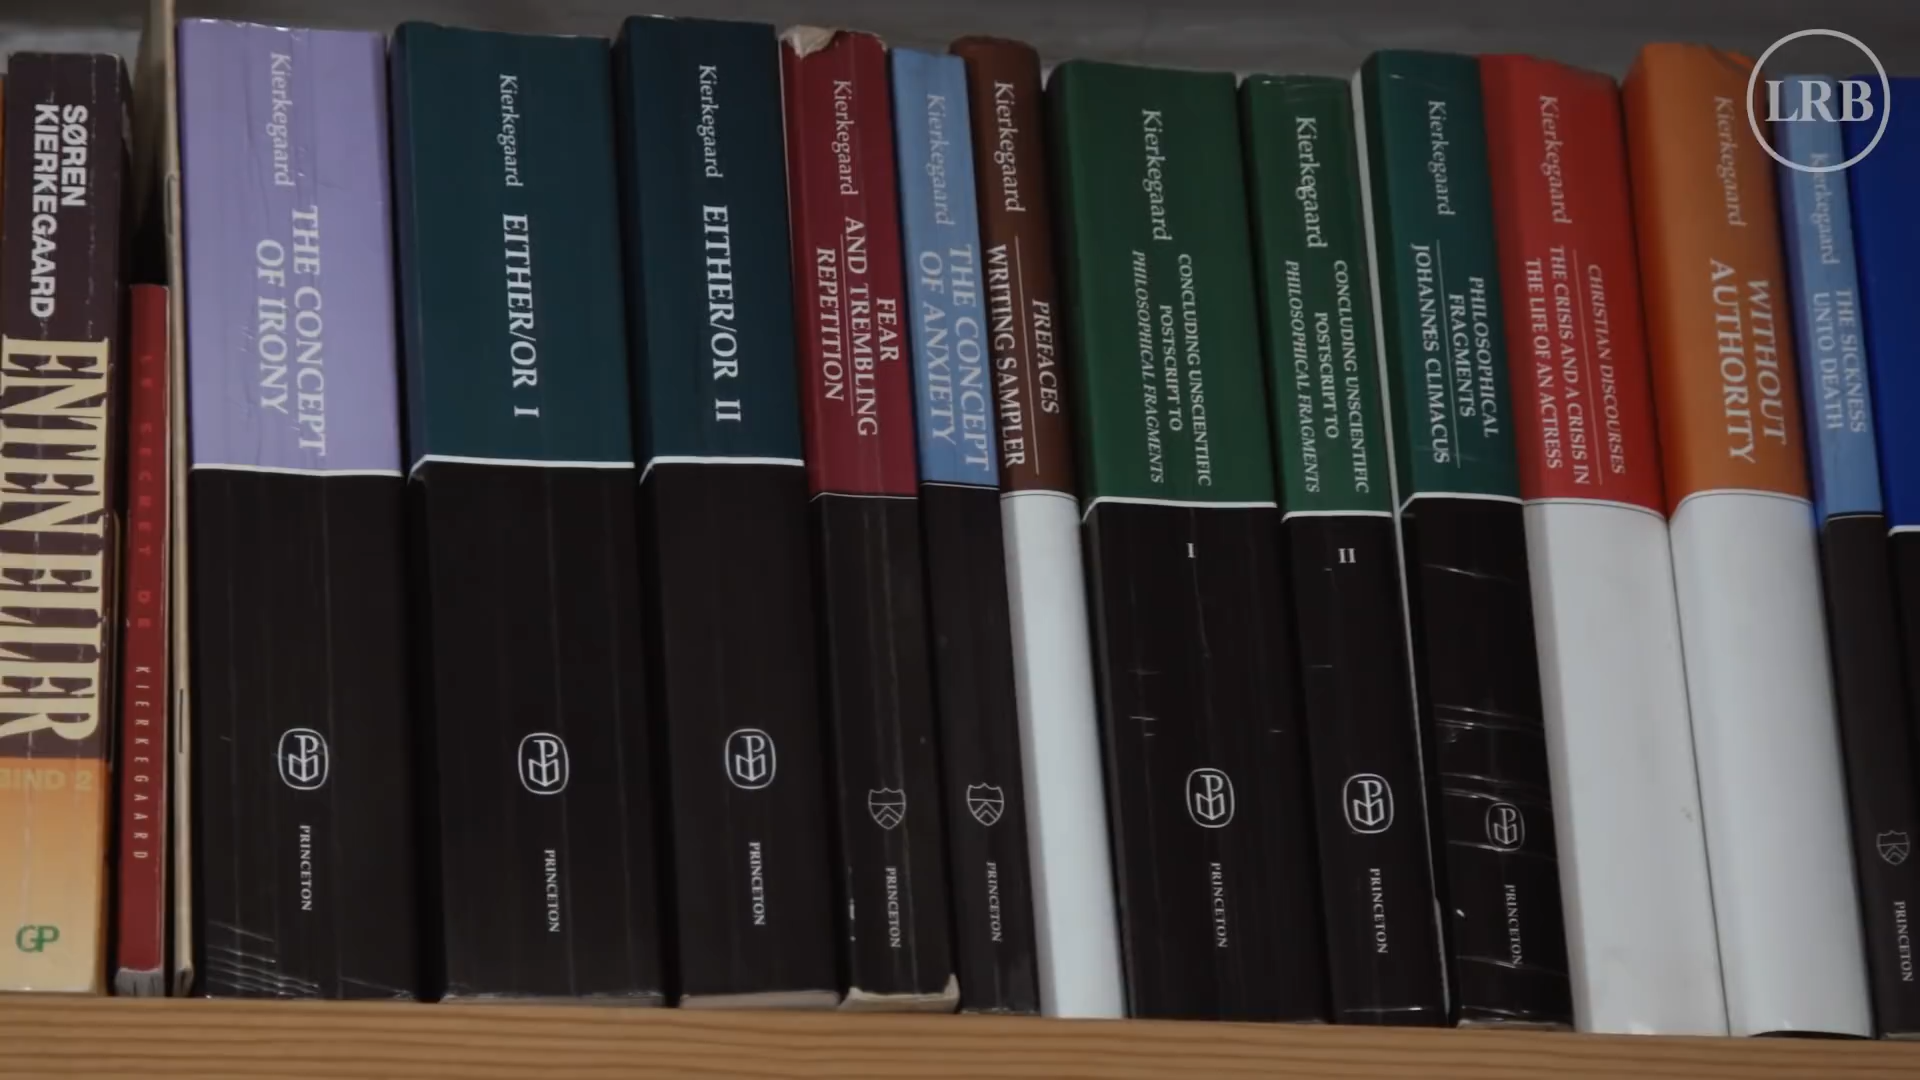 SØREN
KIERKEGAARD
ENTEN ELLER
BIND 2
GP
LE SECRET DE KIERKEGAARD
Kierkegaard
THE CONCEPT
OF IRONY
PRINCETON
Kierkegaard
EITHER/OR I
PRINCETON
Kierkegaard
EITHER/OR II
PRINCETON
Kierkegaard
FEAR
AND TREMBLING
REPETITION
PRINCETON
Kierkegaard
THE CONCEPT
OF ANXIETY
PRINCETON
Kierkegaard
PREFACES
WRITING SAMPLER
Kierkegaard
CONCLUDING UNSCIENTIFIC
POSTSCRIPT TO
PHILOSOPHICAL FRAGMENTS
I
PRINCETON
Kierkegaard
CONCLUDING UNSCIENTIFIC
POSTSCRIPT TO
PHILOSOPHICAL FRAGMENTS
II
PRINCETON
Kierkegaard
PHILOSOPHICAL
FRAGMENTS
JOHANNES CLIMACUS
PRINCETON
Kierkegaard
CHRISTIAN DISCOURSES
THE CRISIS AND A CRISIS IN
THE LIFE OF AN ACTRESS
Kierkegaard
WITHOUT
AUTHORITY
Kierkegaard
THE SICKNESS
UNTO DEATH
PRINCETON
LRB